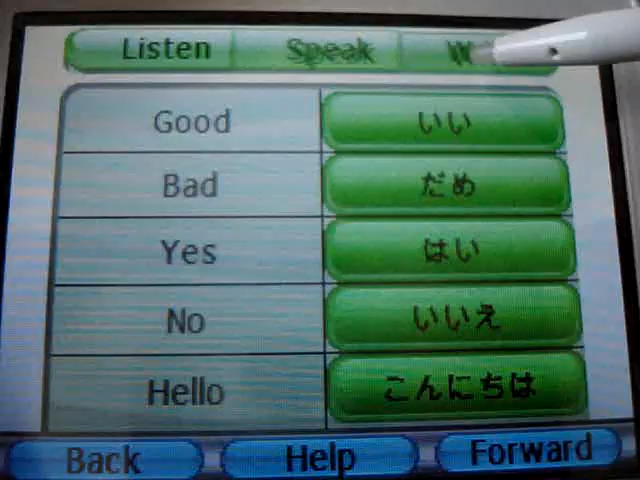 Listen Speak
Good いい
Bad だめ
Yes はい
No いいえ
Hello こんにちは
Back Help Forward